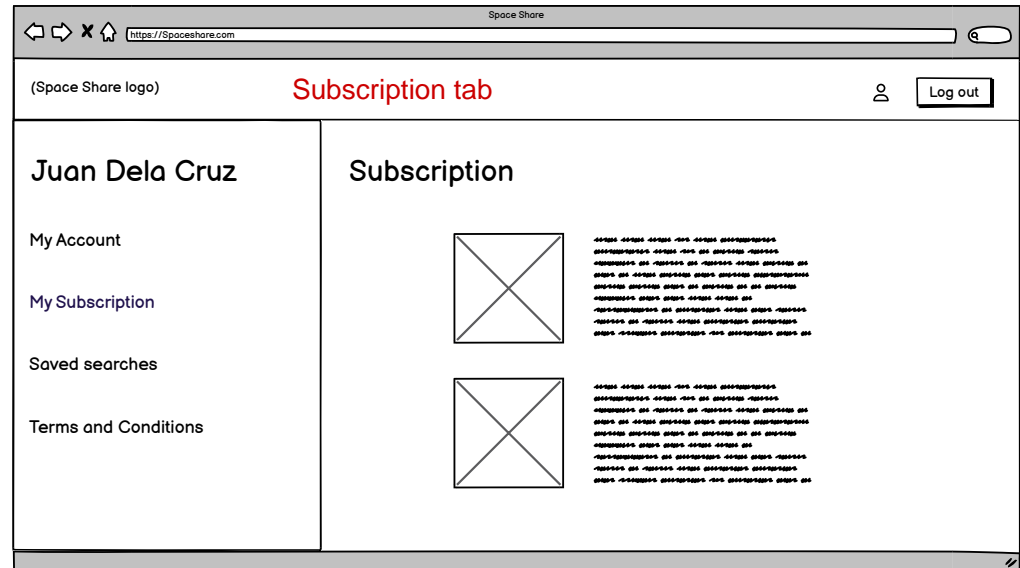 Space Share
https://Spaceshare.com
(Space Share logo)
Subscription tab
Log out
Juan Dela Cruz
My Account
My Subscription
Saved searches
Terms and Conditions
Subscription